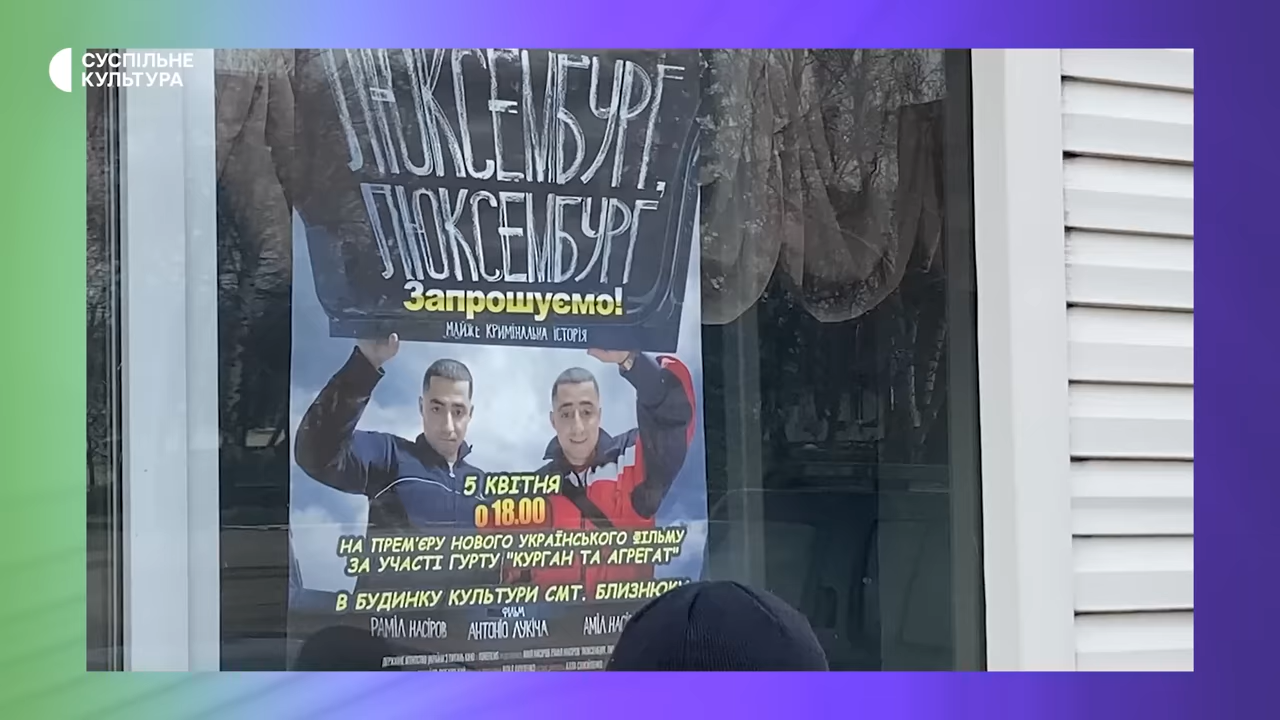 СУСПІЛЬНЕ
КУЛЬТУРА
ЛЮКСЕМБУРГ,
ЛЮКСЕМБУРГ
Запрошуємо!
МАЙЖЕ КРИМІНАЛЬНА ІСТОРІЯ
5 КВІТНЯ
о 18.00
НА ПРЕМ'ЄРУ НОВОГО УКРАЇНСЬКОГО ФІЛЬМУ
ЗА УЧАСТІ ГУРТУ "КУРГАН ТА АГРЕГАТ"
В БУДИНКУ КУЛЬТУРИ СМТ. БЛИЗНЮКИ
ФІЛЬМ
РАМІЛ НАСІРОВ АНТОНІО ЛУКІЧА АМІЛ